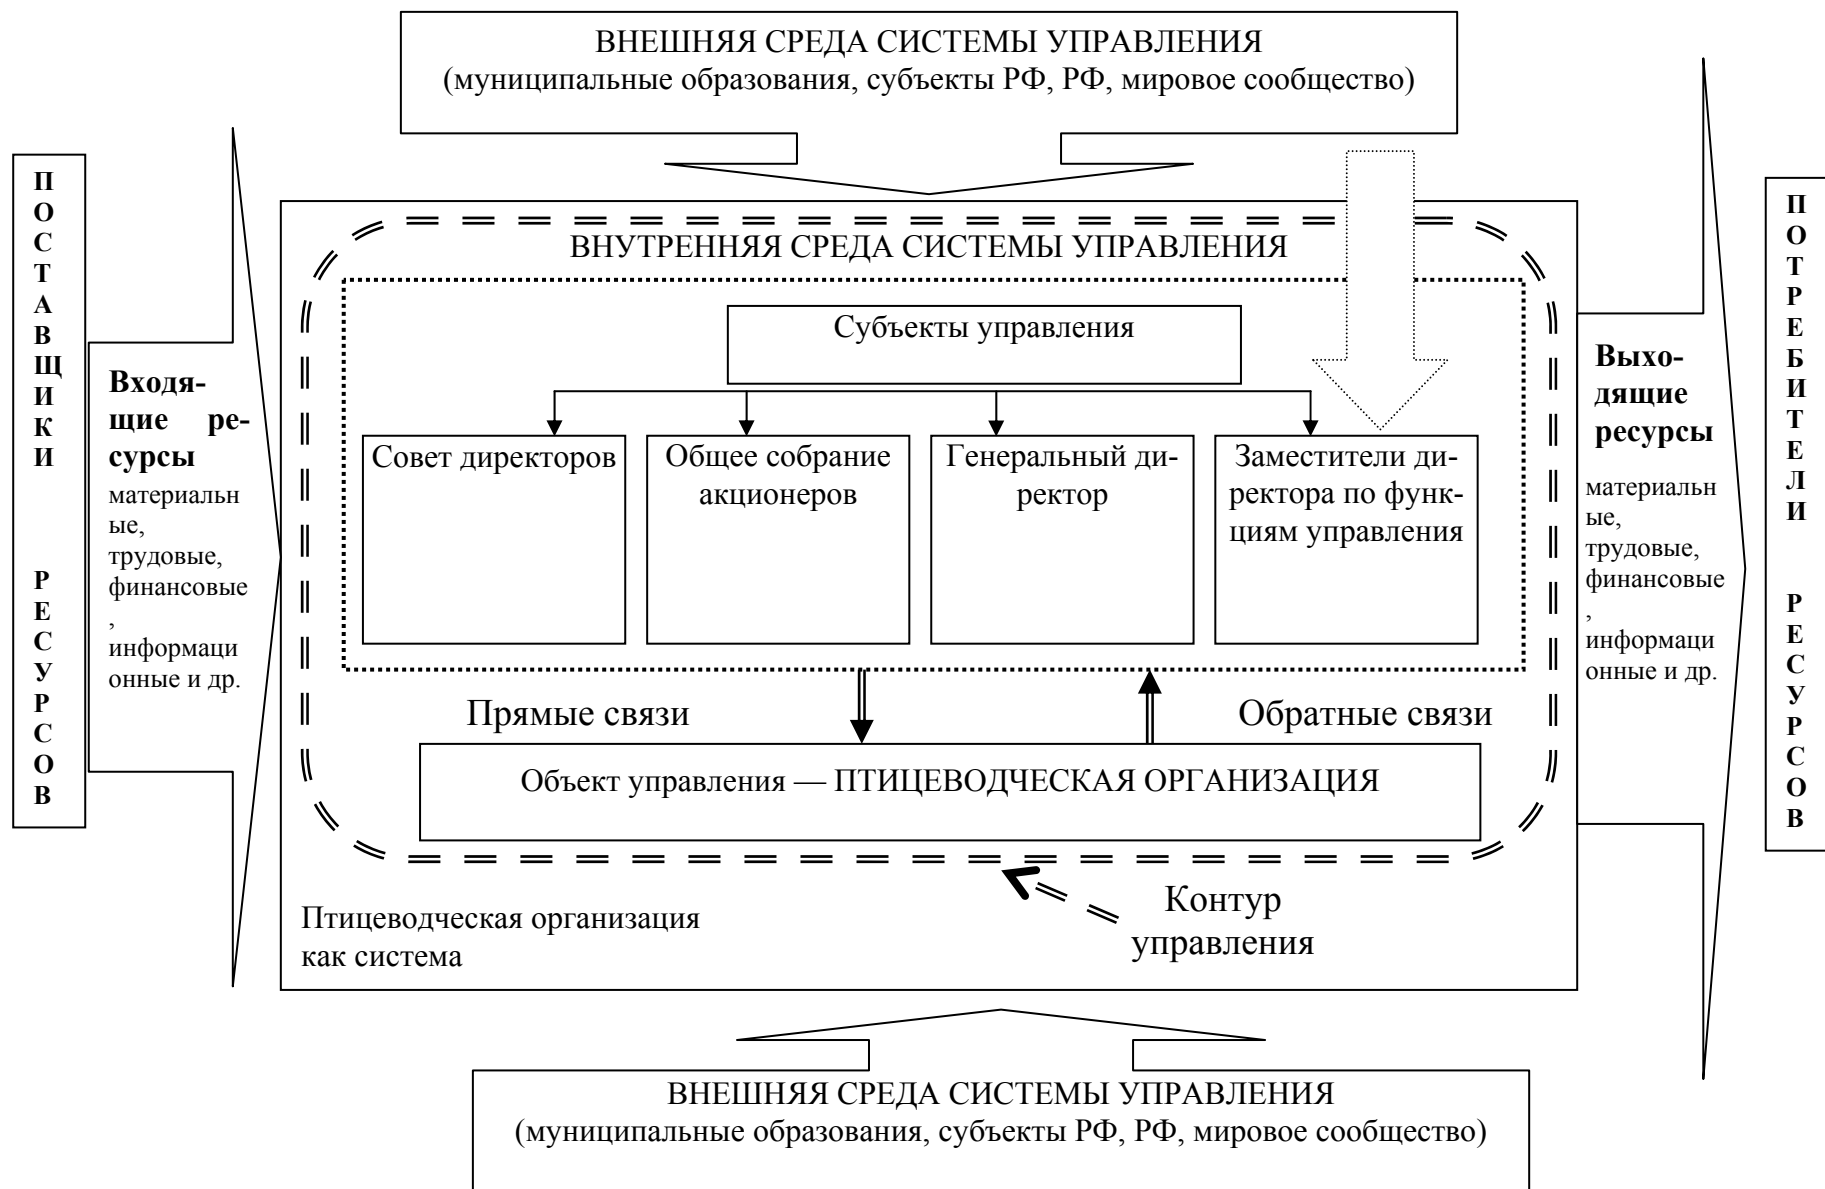 ВНЕШНЯЯ СРЕДА СИСТЕМЫ УПРАВЛЕНИЯ
(муниципальные образования, субъекты РФ, РФ, мировое сообщество)
ПОСТАВЩИКИ РЕСУРСОВ
Входя-
щие ре-
сурсы
материальн
ые,
трудовые,
финансовые
,
информаци
онные и др.
ВНУТРЕННЯЯ СРЕДА СИСТЕМЫ УПРАВЛЕНИЯ
Субъекты управления
Совет директоров
Общее собрание
акционеров
Генеральный ди-
ректор
Заместители ди-
ректора по функ-
циям управления
Прямые связи
Обратные связи
Объект управления — ПТИЦЕВОДЧЕСКАЯ ОРГАНИЗАЦИЯ
Контур
управления
Птицеводческая организация
как система
Выхо-
дящие
ресурсы
материальн
ые,
трудовые,
финансовые
,
информаци
онные и др.
ПОТРЕБИТЕЛИ РЕСУРСОВ
ВНЕШНЯЯ СРЕДА СИСТЕМЫ УПРАВЛЕНИЯ
(муниципальные образования, субъекты РФ, РФ, мировое сообщество)